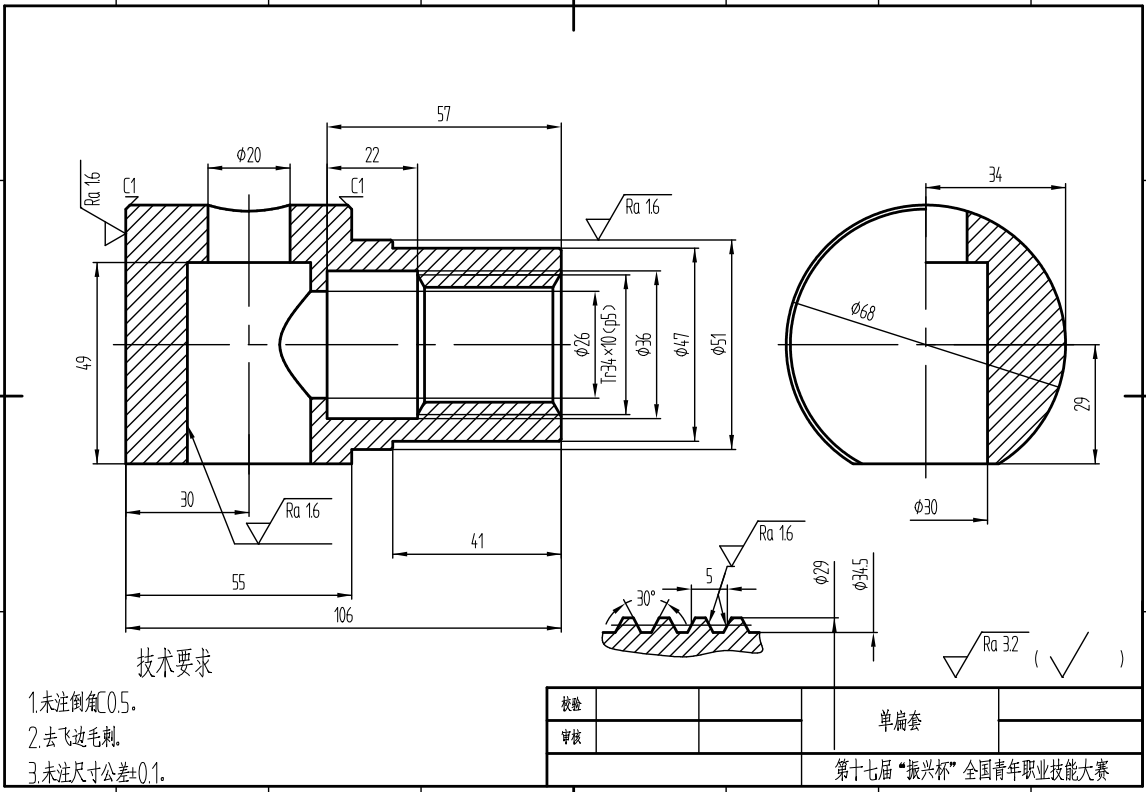 57
ϕ20
22
34
Ra 1.6
C1
C1
Ra 1.6
ϕ68
49
ϕ26
Tr34×10(p5)
ϕ36
ϕ47
ϕ51
29
30
Ra 1.6
ϕ30
41
Ra 1.6
55
5
ϕ29
ϕ34.5
30°
106
Ra 3.2
( )
技术要求
1.未注倒角C0.5。
2.去飞边毛刺。
3.未注尺寸公差±0.1。
校验
单扁套
审核
第十七届“振兴杯”全国青年职业技能大赛